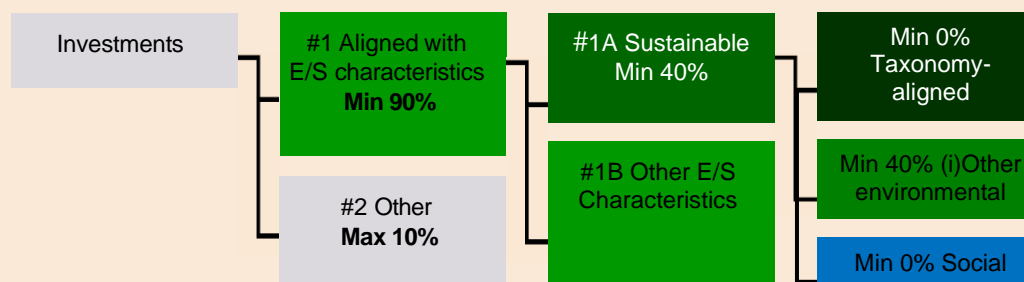 Investments
#1 Aligned with
E/S characteristics
Min 90%
#2 Other
Max 10%
#1A Sustainable
Min 40%
#1B Other E/S
Characteristics
Min 0%
Taxonomy-
aligned
Min 40% (i)Other
environmental
Min 0% Social